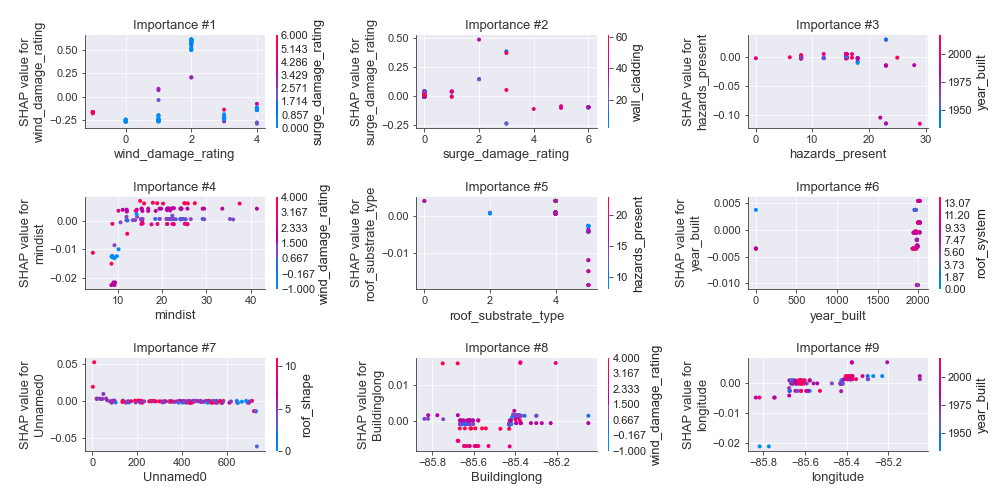 Importance #1
SHAP value for
wind_damage_rating
0.50
0.25
0.00
−0.25
0
1
2
3
4
wind_damage_rating
6.000
5.143
4.286
3.429
2.571
1.714
0.857
0.000
surge_damage_rating
Importance #2
SHAP value for
surge_damage_rating
0.50
0.25
0.00
−0.25
0
2
4
6
surge_damage_rating
60
40
20
wall_cladding
Importance #3
SHAP value for
hazards_present
0.00
−0.05
−0.10
0
10
20
30
hazards_present
2000
1975
1950
year_built
Importance #4
SHAP value for
mindist
0.00
−0.01
−0.02
10
20
30
40
mindist
4.000
3.167
2.333
1.500
0.667
−0.167
−1.000
wind_damage_rating
Importance #5
SHAP value for
roof_substrate_type
0.00
−0.01
0
2
4
roof_substrate_type
20
15
10
hazards_present
Importance #6
SHAP value for
year_built
0.005
0.000
−0.005
−0.010
0
500
1000
1500
2000
year_built
13.07
11.20
9.33
7.47
5.60
3.73
1.87
0.00
roof_system
Importance #7
SHAP value for
Unnamed0
0.05
0.00
−0.05
0
200
400
600
Unnamed0
10
5
0
roof_shape
Importance #8
SHAP value for
Buildinglong
0.01
0.00
−85.8
−85.6
−85.4
−85.2
Buildinglong
4.000
3.167
2.333
1.500
0.667
−0.167
−1.000
wind_damage_rating
Importance #9
SHAP value for
longitude
0.00
−0.01
−0.02
−85.8
−85.6
−85.4
−85.2
longitude
2000
1975
1950
year_built